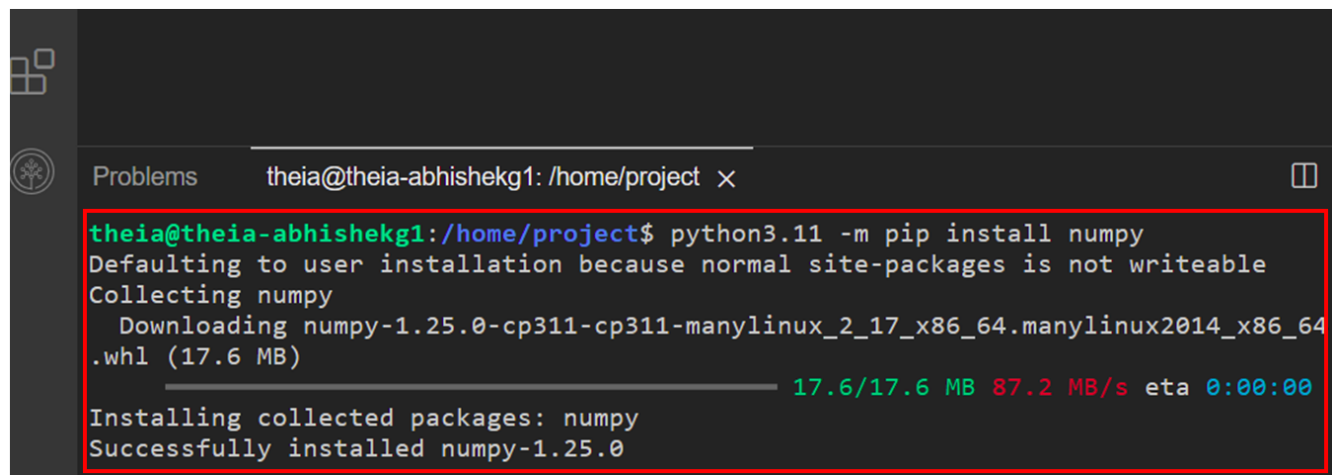 Problems theia@theia-abhishekg1: /home/project ×
theia@theia-abhishekg1:/home/project$ python3.11 -m pip install numpy
Defaulting to user installation because normal site-packages is not writeable
Collecting numpy
  Downloading numpy-1.25.0-cp311-cp311-manylinux_2_17_x86_64.manylinux2014_x86_64
.whl (17.6 MB)
17.6/17.6 MB 87.2 MB/s eta 0:00:00
Installing collected packages: numpy
Successfully installed numpy-1.25.0